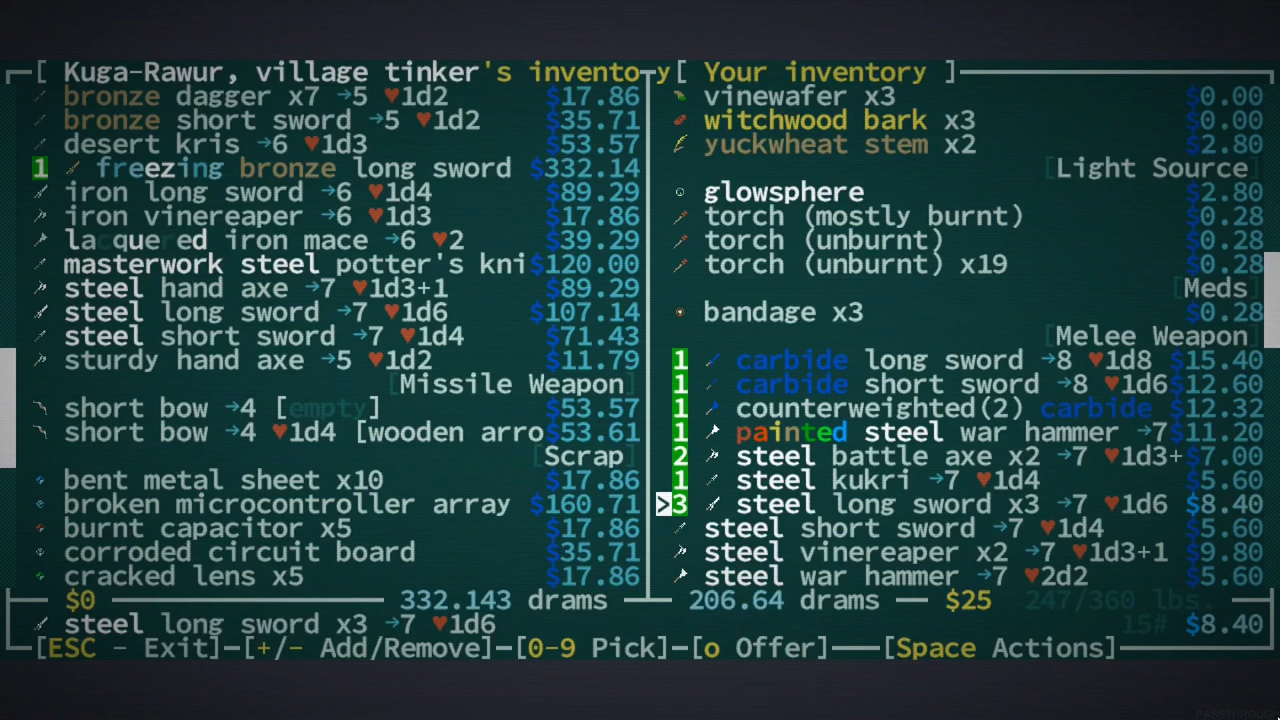 [ Kuga-Rawur, village tinker's inventory [ Your inventory ]
bronze dagger x7 →5 ♥1d2 $17.86
bronze short sword →5 ♥1d2 $35.71
desert kris →6 ♥1d3 $53.57
1 freezing bronze long sword $332.14
iron long sword →6 ♥1d4 $89.29
iron vinereaper →6 ♥1d3 $17.86
lacquered iron mace →6 ♥2 $39.29
masterwork steel potter's kni $120.00
steel hand axe →7 ♥1d3+1 $89.29
steel long sword →7 ♥1d6 $107.14
steel short sword →7 ♥1d4 $71.43
sturdy hand axe →5 ♥1d2 $11.79
[Missile Weapon]
short bow →4 [empty] $53.57
short bow →4 ♥1d4 [wooden arro $53.61
[Scrap]
bent metal sheet x10 $17.86
broken microcontroller array $160.71
burnt capacitor x5 $17.86
corroded circuit board $35.71
cracked lens x5 $17.86
vinewafer x3 $0.00
witchwood bark x3 $0.00
yuckwheat stem x2 $2.80
[Light Source]
glowsphere $2.80
torch (mostly burnt) $0.28
torch (unburnt) $0.28
torch (unburnt) x19 $0.28
[Meds]
bandage x3 $0.28
[Melee Weapon]
1 carbide long sword →8 ♥1d8 $15.40
1 carbide short sword →8 ♥1d6 $12.60
1 counterweighted(2) carbide $12.32
1 painted steel war hammer →7 $11.20
2 steel battle axe x2 →7 ♥1d3+ $7.00
1 steel kukri →7 ♥1d4 $5.60
>3 steel long sword x3 →7 ♥1d6 $8.40
steel short sword →7 ♥1d4 $5.60
steel vinereaper x2 →7 ♥1d3+1 $9.80
steel war hammer →7 ♥2d2 $5.60
$0 332.143 drams 206.64 drams $25 247/360 lbs.
steel long sword x3 →7 ♥1d6 15# $8.40
[ESC - Exit] [+/- Add/Remove] [0-9 Pick] [o Offer] [Space Actions]